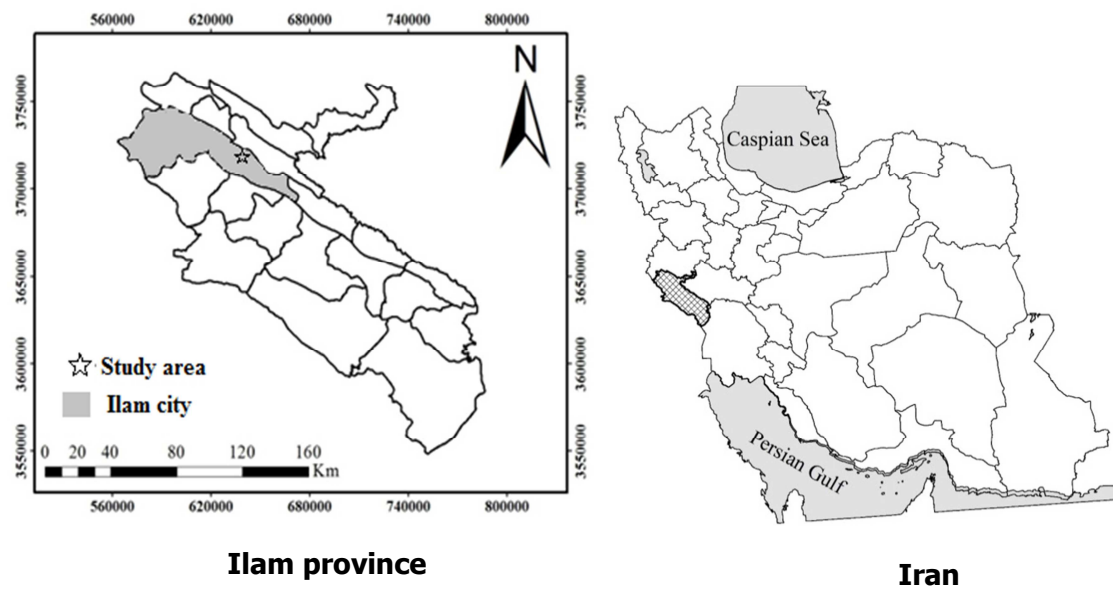 560000 620000 680000 740000 800000
N
3750000
3700000
3650000
3600000
3550000
3750000
3700000
3650000
3600000
3550000
Study area
Ilam city
0 20 40 80 120 160
Km
560000 620000 680000 740000 800000
Ilam province
Caspian Sea
Persian Gulf
Iran